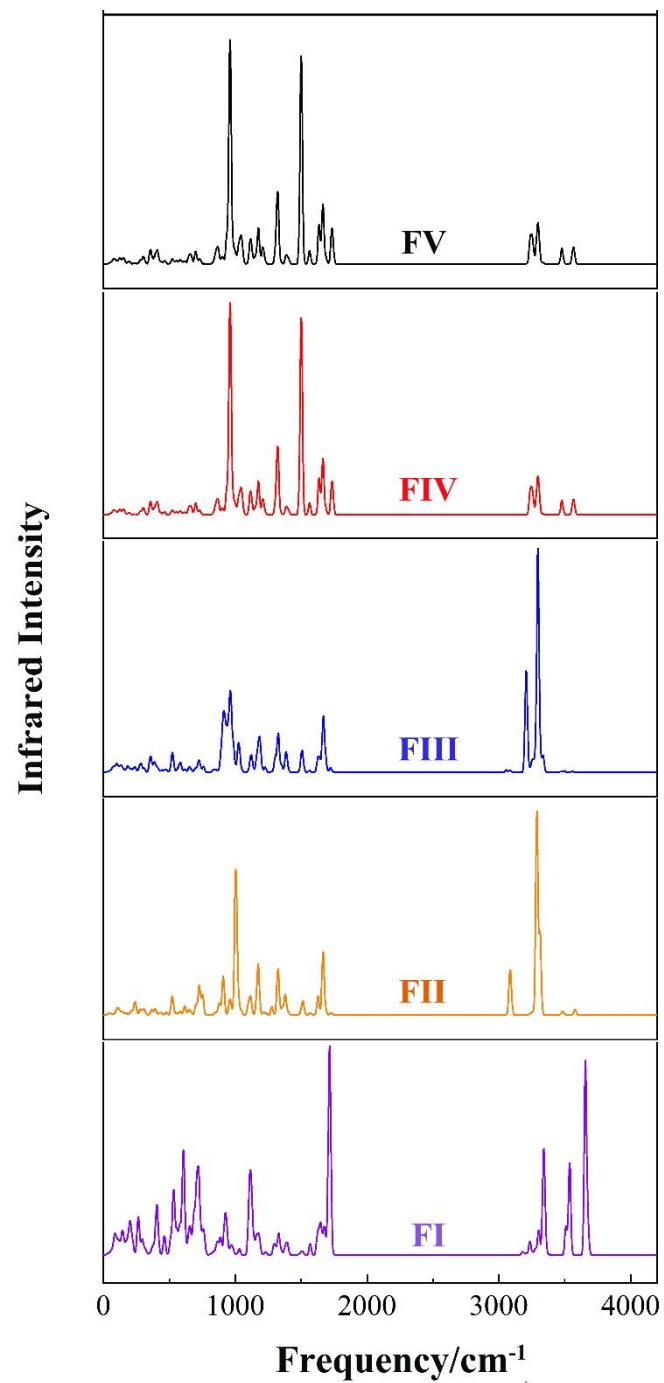 FV
FIV
FIII
FII
FI
Infrared Intensity
0 1000 2000 3000 4000
Frequency/cm⁻¹